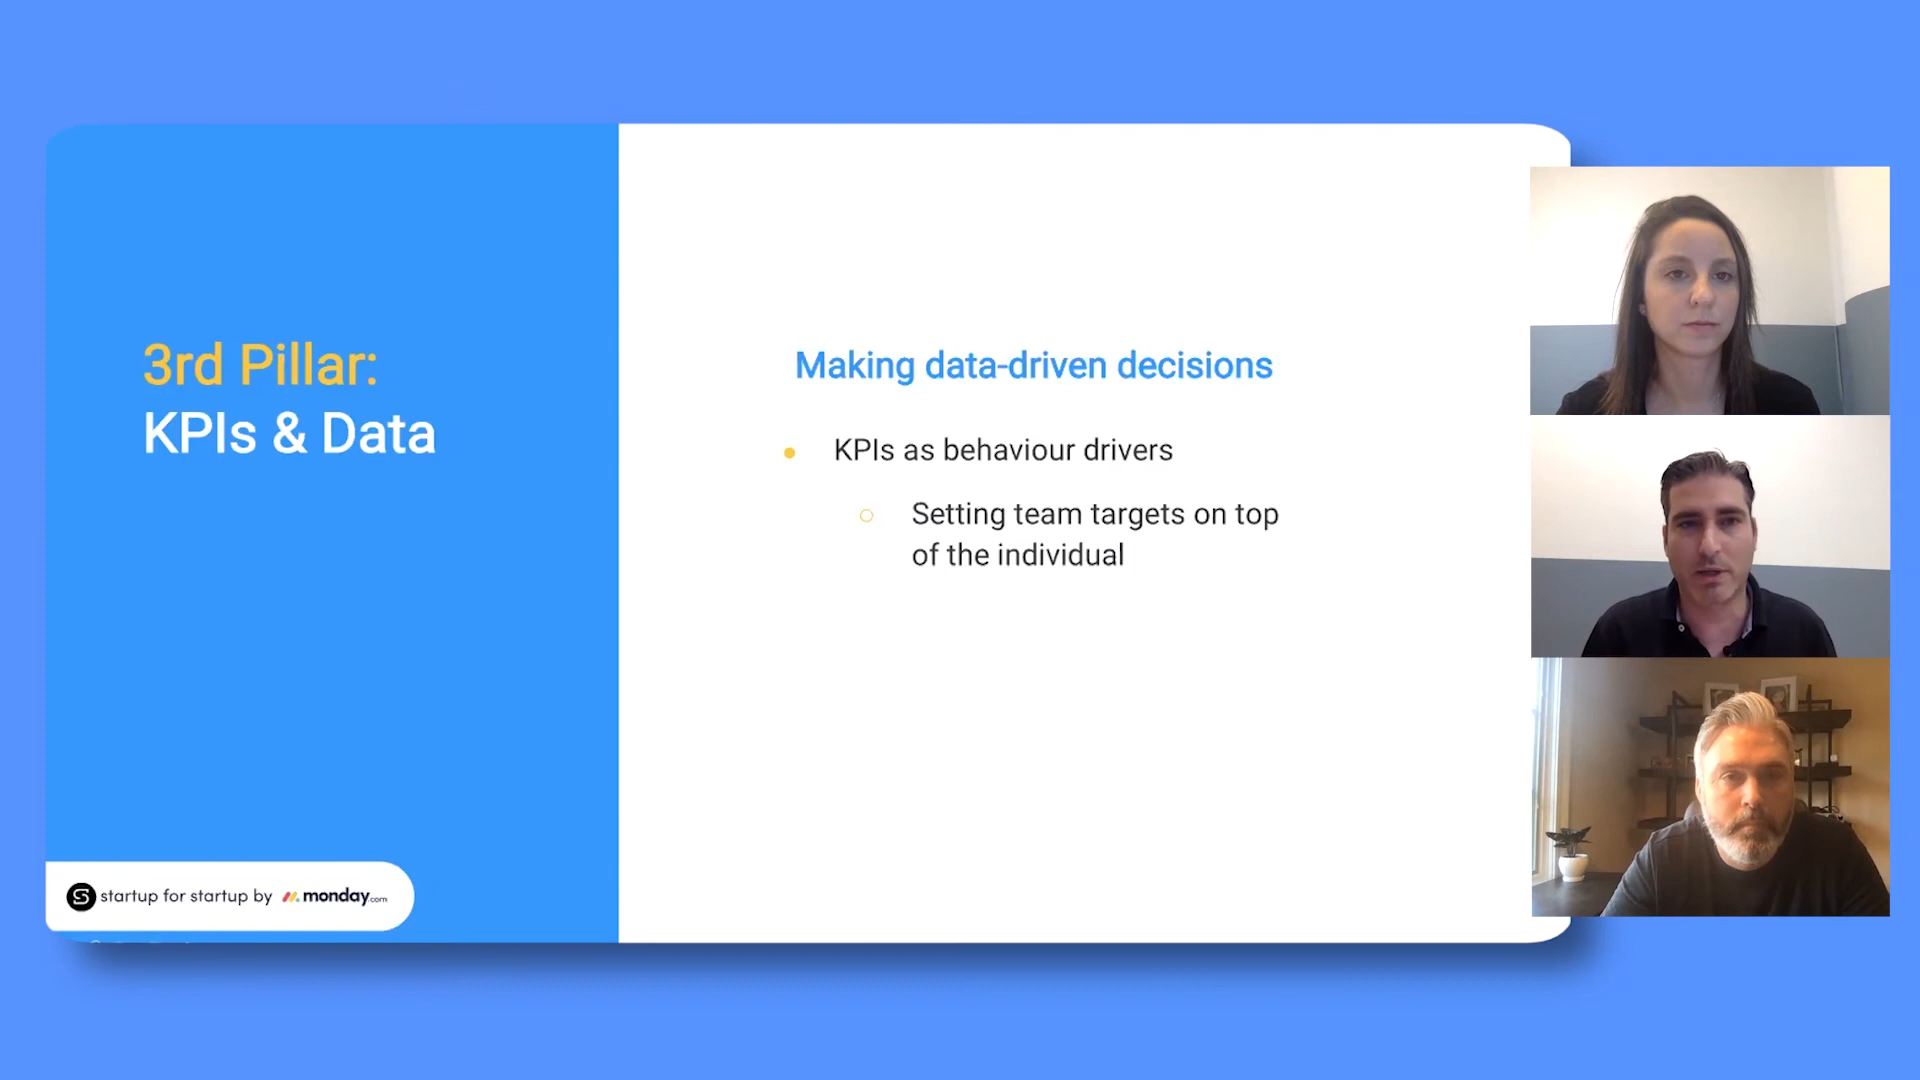 3rd Pillar:
KPIs & Data
Making data-driven decisions
KPIs as behaviour drivers
Setting team targets on top
of the individual
S startup for startup by monday.com